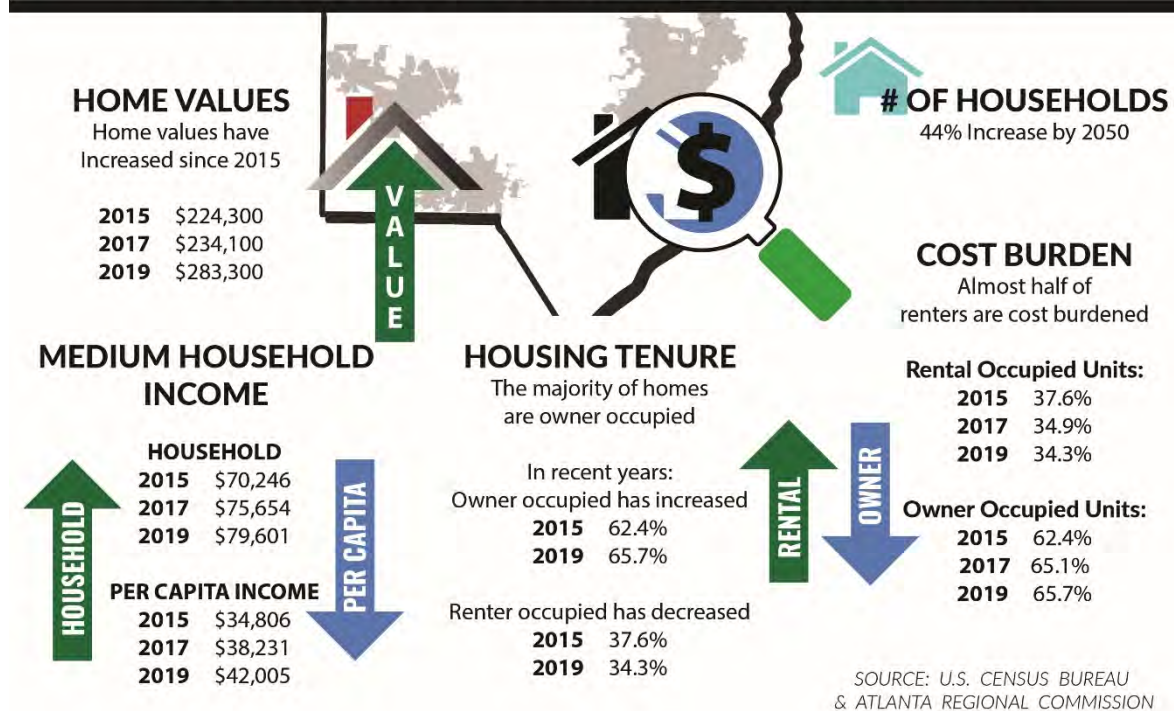 HOME VALUES
Home values have
Increased since 2015
2015 $224,300
2017 $234,100
2019 $283,300
VALUE
$
# OF HOUSEHOLDS
44% Increase by 2050
COST BURDEN
Almost half of
renters are cost burdened
Rental Occupied Units:
2015 37.6%
2017 34.9%
2019 34.3%
Owner Occupied Units:
2015 62.4%
2017 65.1%
2019 65.7%
RENTAL
OWNER
MEDIUM HOUSEHOLD
INCOME
HOUSEHOLD
2015 $70,246
2017 $75,654
2019 $79,601
PER CAPITA INCOME
2015 $34,806
2017 $38,231
2019 $42,005
HOUSEHOLD
PER CAPITA
HOUSING TENURE
The majority of homes
are owner occupied
In recent years:
Owner occupied has increased
2015 62.4%
2019 65.7%
Renter occupied has decreased
2015 37.6%
2019 34.3%
SOURCE: U.S. CENSUS BUREAU
& ATLANTA REGIONAL COMMISSION